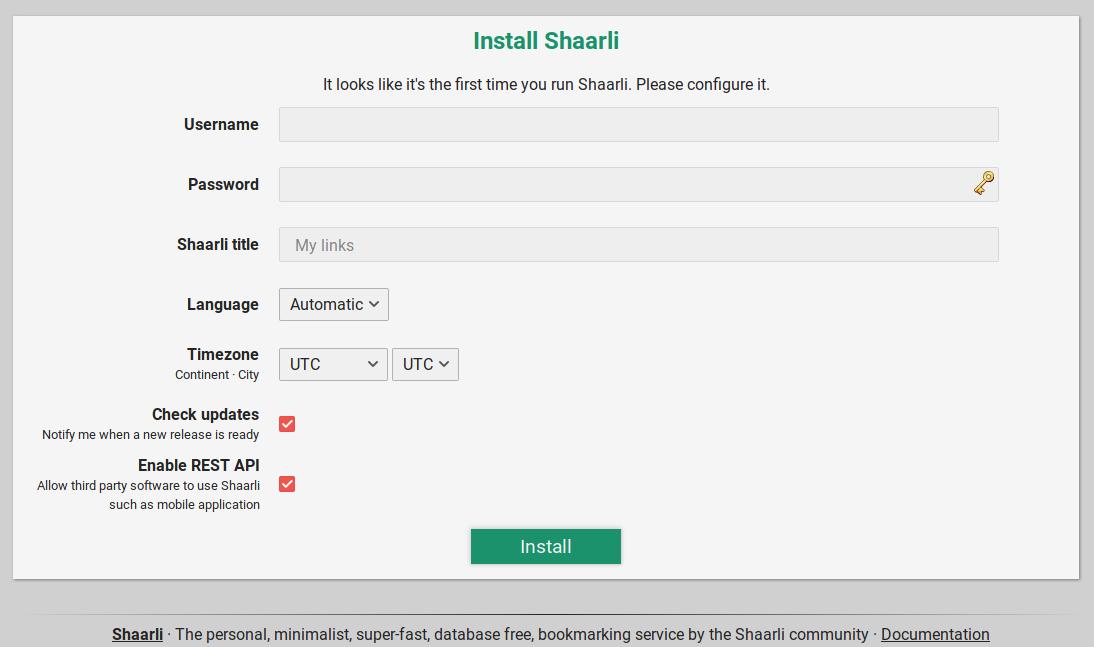 Install Shaarli
It looks like it's the first time you run Shaarli. Please configure it.
Username
Password
Shaarli title
My links
Language
Automatic
Timezone
Continent · City
UTC
UTC
Check updates
Notify me when a new release is ready
Enable REST API
Allow third party software to use Shaarli
such as mobile application
Install
Shaarli · The personal, minimalist, super-fast, database free, bookmarking service by the Shaarli community · Documentation